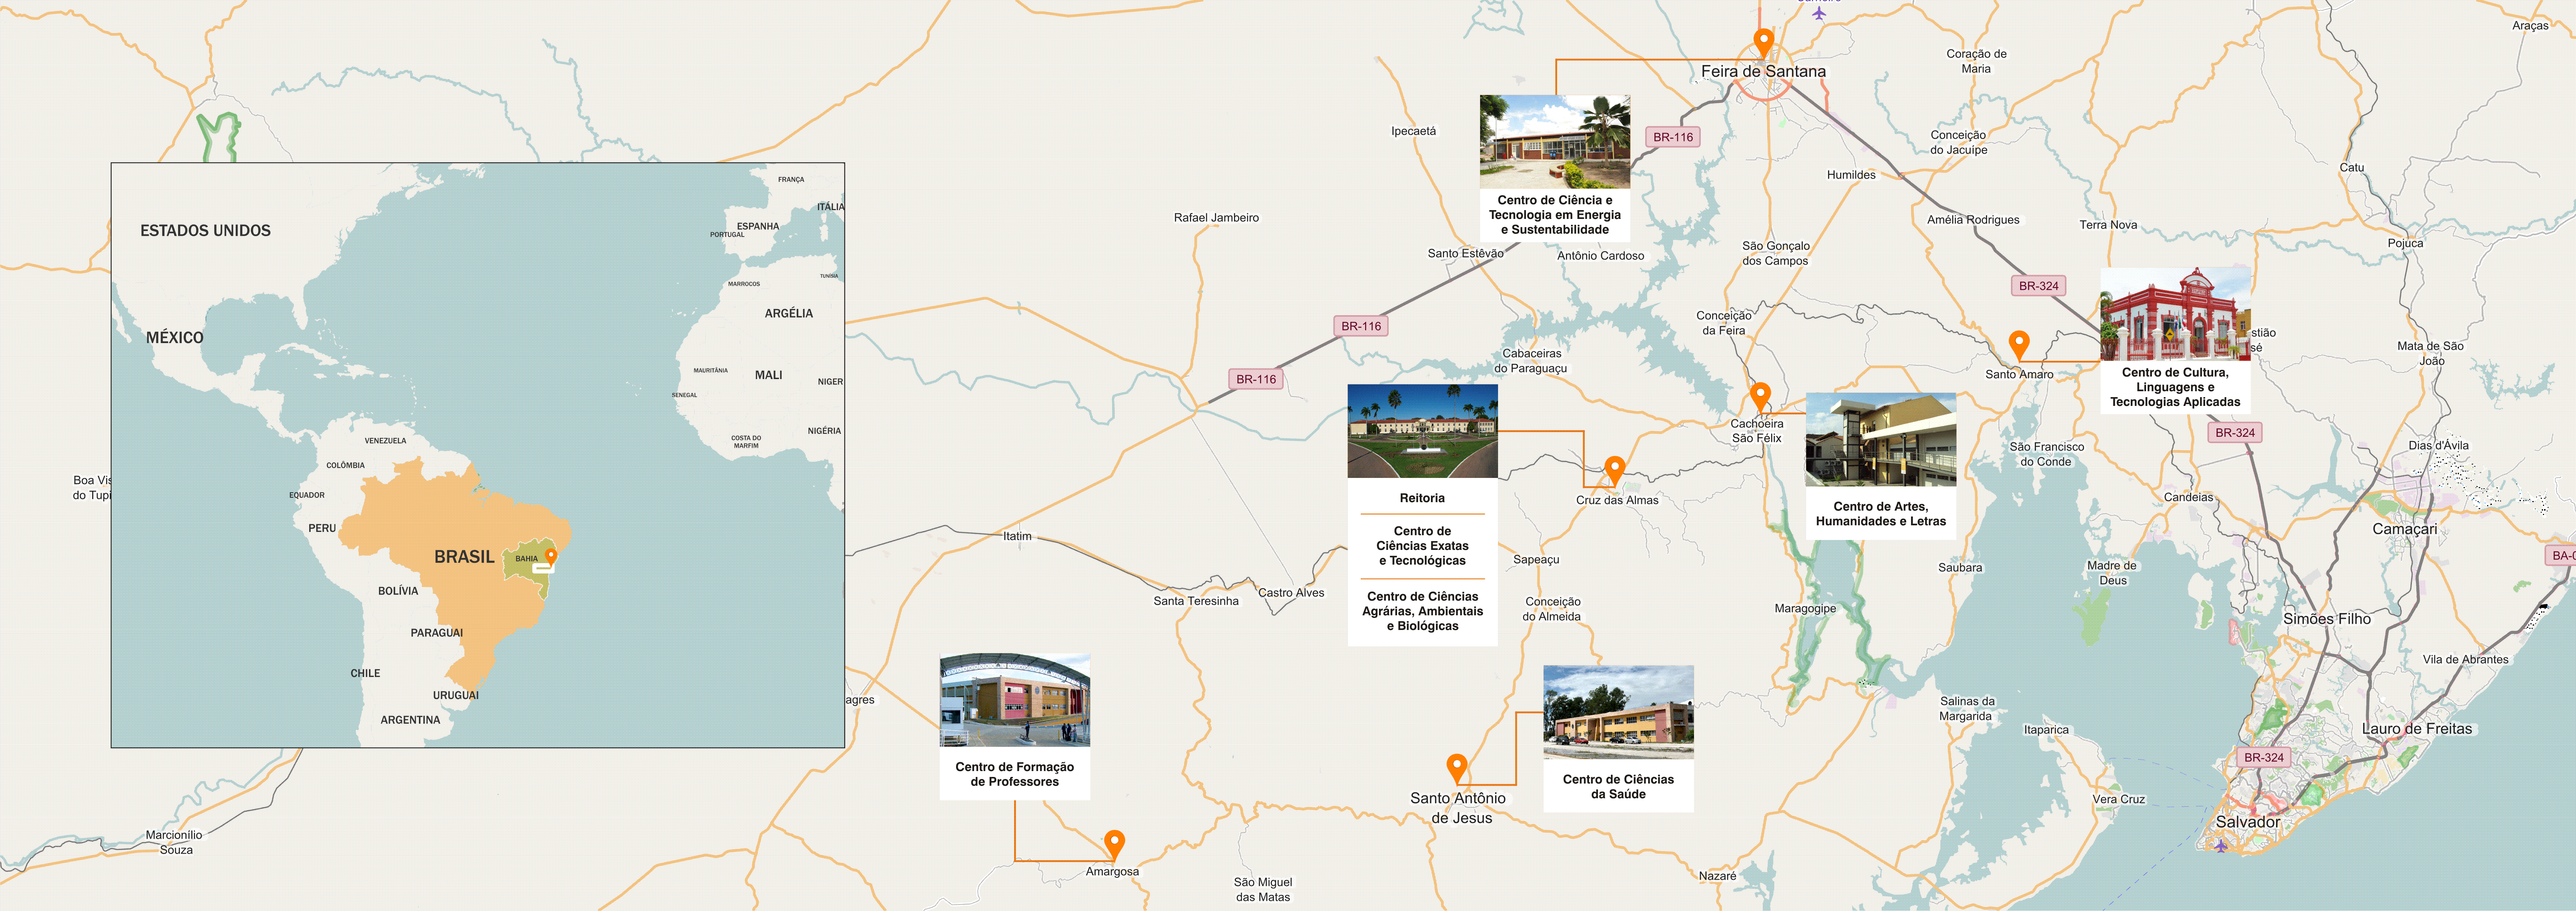 ESTADOS UNIDOS
MÉXICO
FRANÇA
ITÁLIA
ESPANHA
PORTUGAL
TUNÍSIA
MARROCOS
ARGÉLIA
MAURITÂNIA
MALI
NIGER
SENEGAL
COSTA DO
MARFIM
NIGÉRIA
VENEZUELA
COLÔMBIA
EQUADOR
PERU
BRASIL
BAHIA
BOLÍVIA
PARAGUAI
CHILE
URUGUAI
ARGENTINA
Boa Vis
do Tupi
Marcionílio
Souza
agres
Rafael Jambeiro
Itatim
Santa Teresinha
Castro Alves
Centro de Formação
de Professores
Amargosa
São Miguel
das Matas
Ipecaetá
Feira de Santana
BR-116
Centro de Ciência e
Tecnologia em Energia
e Sustentabilidade
Santo Estêvão
Antônio Cardoso
BR-116
BR-116
Cabaceiras
do Paraguaçu
Reitoria
Centro de
Ciências Exatas
e Tecnológicas
Centro de Ciências
Agrárias, Ambientais
e Biológicas
Cruz das Almas
Sapeaçu
Conceição
do Almeida
Centro de Ciências
da Saúde
Santo Antônio
de Jesus
Nazaré
Coração de
Maria
Conceição
do Jacuípe
Humildes
Amélia Rodrigues
São Gonçalo
dos Campos
Conceição
da Feira
Cachoeira
São Félix
Centro de Artes,
Humanidades e Letras
Maragogipe
Saubara
Salinas da
Margarida
Itaparica
Vera Cruz
Araças
Catu
Terra Nova
Pojuca
BR-324
stião
sé
Santo Amaro
Centro de Cultura,
Linguagens e
Tecnologias Aplicadas
Mata de São
João
BR-324
São Francisco
do Conde
Dias d'Ávila
Candeias
Camaçari
BA-0
Madre de
Deus
Simões Filho
Vila de Abrantes
Lauro de Freitas
BR-324
Salvador